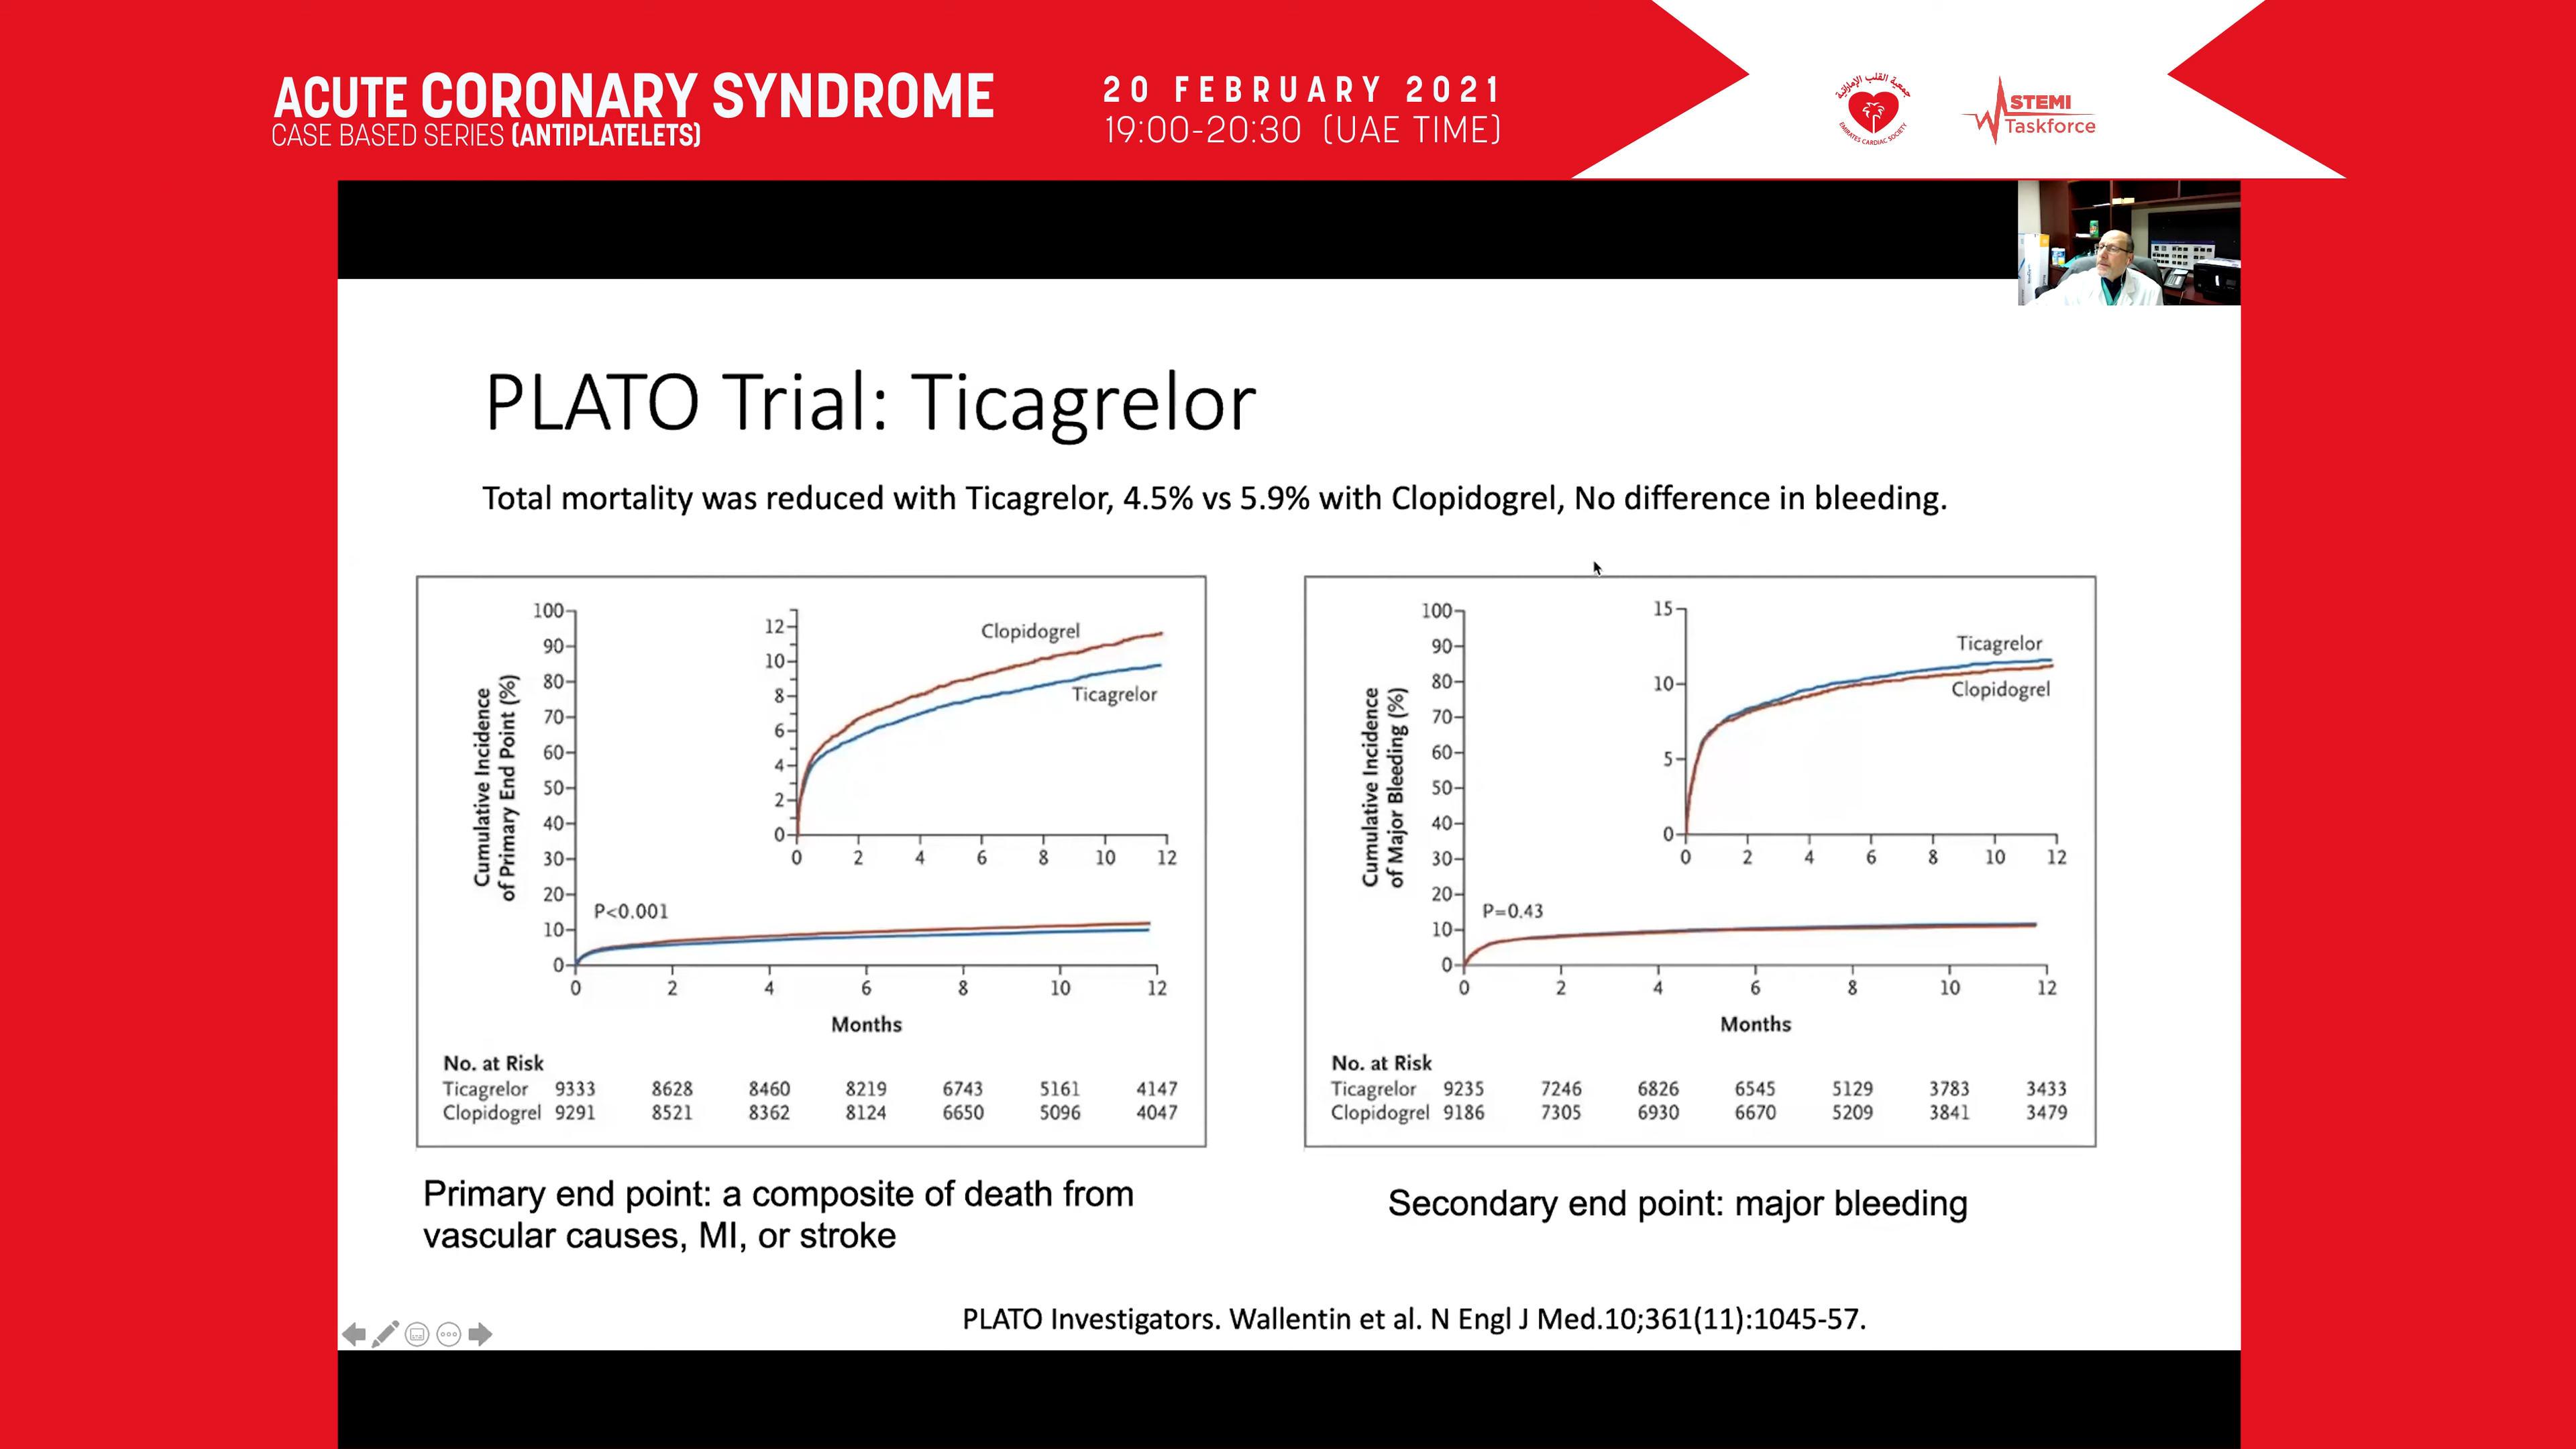 ACUTE CORONARY SYNDROME
CASE BASED SERIES (ANTIPLATELETS)
20 FEBRUARY 2021
19:00-20:30 (UAE TIME)
جمعية القلب الإماراتية
EMIRATES CARDIAC SOCIETY
STEMI
Taskforce
PLATO Trial: Ticagrelor
Total mortality was reduced with Ticagrelor, 4.5% vs 5.9% with Clopidogrel, No difference in bleeding.
Cumulative Incidence
of Primary End Point (%)
100
90
80
70
60
50
40
30
20
10
0
12
10
8
6
4
2
0
Clopidogrel
Ticagrelor
0 2 4 6 8 10 12
P<0.001
0 2 4 6 8 10 12
Months
No. at Risk
Ticagrelor 9333 8628 8460 8219 6743 5161 4147
Clopidogrel 9291 8521 8362 8124 6650 5096 4047
Cumulative Incidence
of Major Bleeding (%)
100
90
80
70
60
50
40
30
20
10
0
15
10
5
0
Ticagrelor
Clopidogrel
0 2 4 6 8 10 12
P=0.43
0 2 4 6 8 10 12
Months
No. at Risk
Ticagrelor 9235 7246 6826 6545 5129 3783 3433
Clopidogrel 9186 7305 6930 6670 5209 3841 3479
Primary end point: a composite of death from
vascular causes, MI, or stroke
Secondary end point: major bleeding
PLATO Investigators. Wallentin et al. N Engl J Med.10;361(11):1045-57.